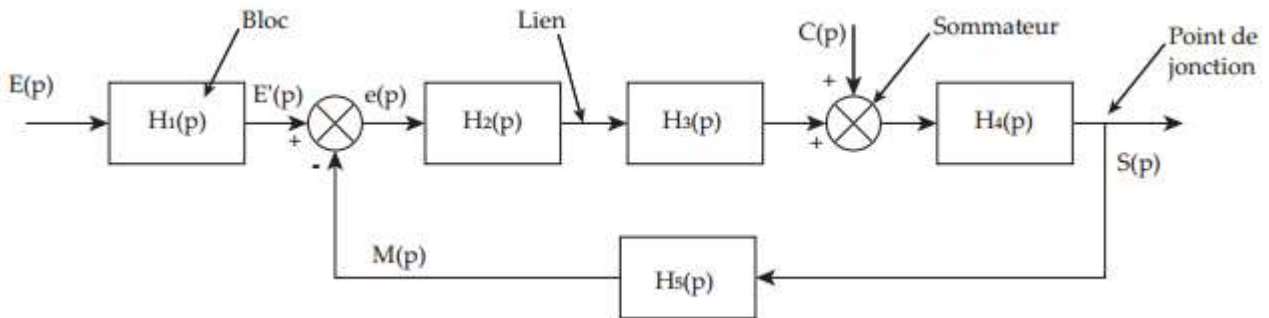 Bloc
Lien
C(p)
Sommateur
Point de
jonction
E(p)
H₁(p)
E'(p)
+
-
e(p)
H₂(p)
H₃(p)
+
+
H₄(p)
S(p)
M(p)
H₅(p)